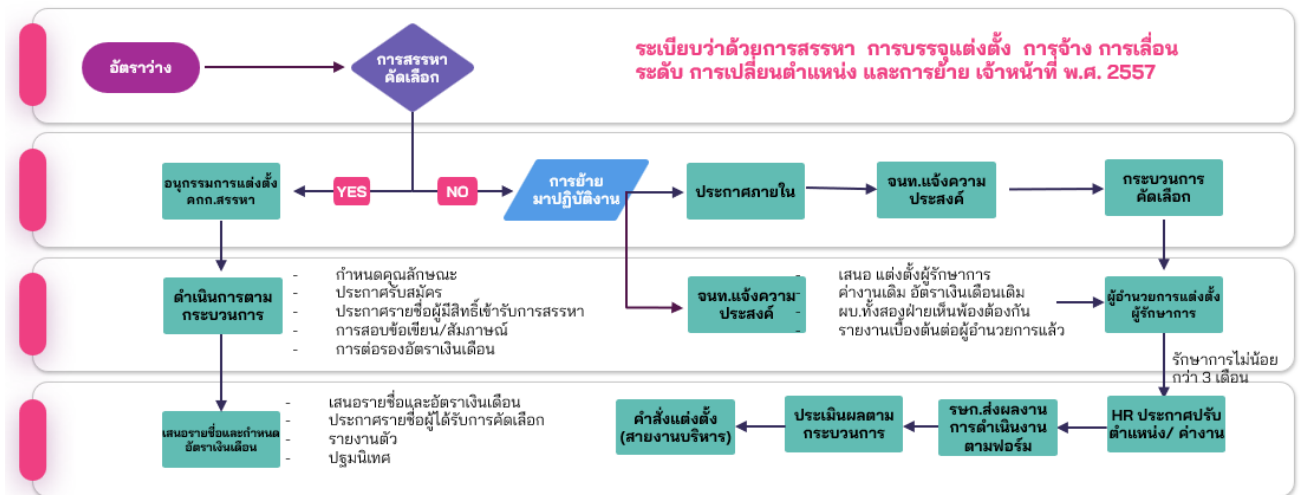 อัตราว่าง
การสรรหา
คัดเลือก
ระเบียบว่าด้วยการสรรหา การบรรจุแต่งตั้ง การจ้าง การเลื่อน
ระดับ การเปลี่ยนตำแหน่ง และการย้าย เจ้าหน้าที่ พ.ศ. 2557
อนุกรรมการแต่งตั้ง
คกก.สรรหา
YES
NO
การย้าย
มาปฏิบัติงาน
ประกาศภายใน
จนท.แจ้งความ
ประสงค์
กระบวนการ
คัดเลือก
ดำเนินการตาม
กระบวนการ
- กำหนดคุณลักษณะ
- ประกาศรับสมัคร
- ประกาศรายชื่อผู้มีสิทธิ์เข้ารับการสรรหา
- การสอบข้อเขียน/สัมภาษณ์
- การต่อรองอัตราเงินเดือน
จนท.แจ้งความ
ประสงค์
- เสนอ แต่งตั้งผู้รักษาการ
- ค่างานเดิม อัตราเงินเดือนเดิม
- ผบ.ทั้งสองฝ่ายเห็นพ้องต้องกัน
- รายงานเบื้องต้นต่อผู้อำนวยการแล้ว
ผู้อำนวยการแต่งตั้ง
ผู้รักษาการ
รักษาการไม่น้อย
กว่า 3 เดือน
เสนอรายชื่อและกำหนด
อัตราเงินเดือน
- เสนอรายชื่อและอัตราเงินเดือน
- ประกาศรายชื่อผู้ได้รับการคัดเลือก
- รายงานตัว
- ปฐมนิเทศ
คำสั่งแต่งตั้ง
(สายงานบริหาร)
ประเมินผลตาม
กระบวนการ
รษก.ส่งผลงาน
การดำเนินงาน
ตามฟอร์ม
HR ประกาศปรับ
ตำแหน่ง/ ค่างาน